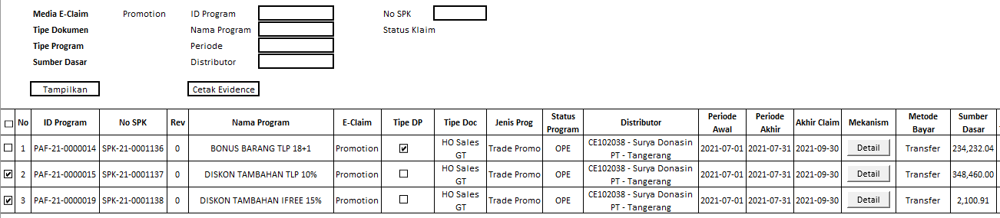 Media E-Claim Promotion ID Program No SPK
Tipe Dokumen Nama Program Status Klaim
Tipe Program Periode
Sumber Dasar Distributor
Tampilkan Cetak Evidence
No ID Program No SPK Rev Nama Program E-Claim Tipe DP Tipe Doc Jenis Prog Status Program Distributor Periode Awal Periode Akhir Akhir Claim Mekanism Metode Bayar Sumber Dasar
1 PAF-21-0000014 SPK-21-0001136 0 BONUS BARANG TLP 18+1 Promotion HO Sales GT Trade Promo OPE CE102038 - Surya Donasin PT - Tangerang 2021-07-01 2021-07-31 2021-09-30 Detail Transfer 234,232.04
2 PAF-21-0000015 SPK-21-0001137 0 DISKON TAMBAHAN TLP 10% Promotion HO Sales GT Trade Promo OPE CE102038 - Surya Donasin PT - Tangerang 2021-07-01 2021-07-31 2021-09-30 Detail Transfer 348,460.00
3 PAF-21-0000019 SPK-21-0001138 0 DISKON TAMBAHAN IFREE 15% Promotion HO Sales GT Trade Promo OPE CE102038 - Surya Donasin PT - Tangerang 2021-07-01 2021-07-31 2021-09-30 Detail Transfer 2,100.91